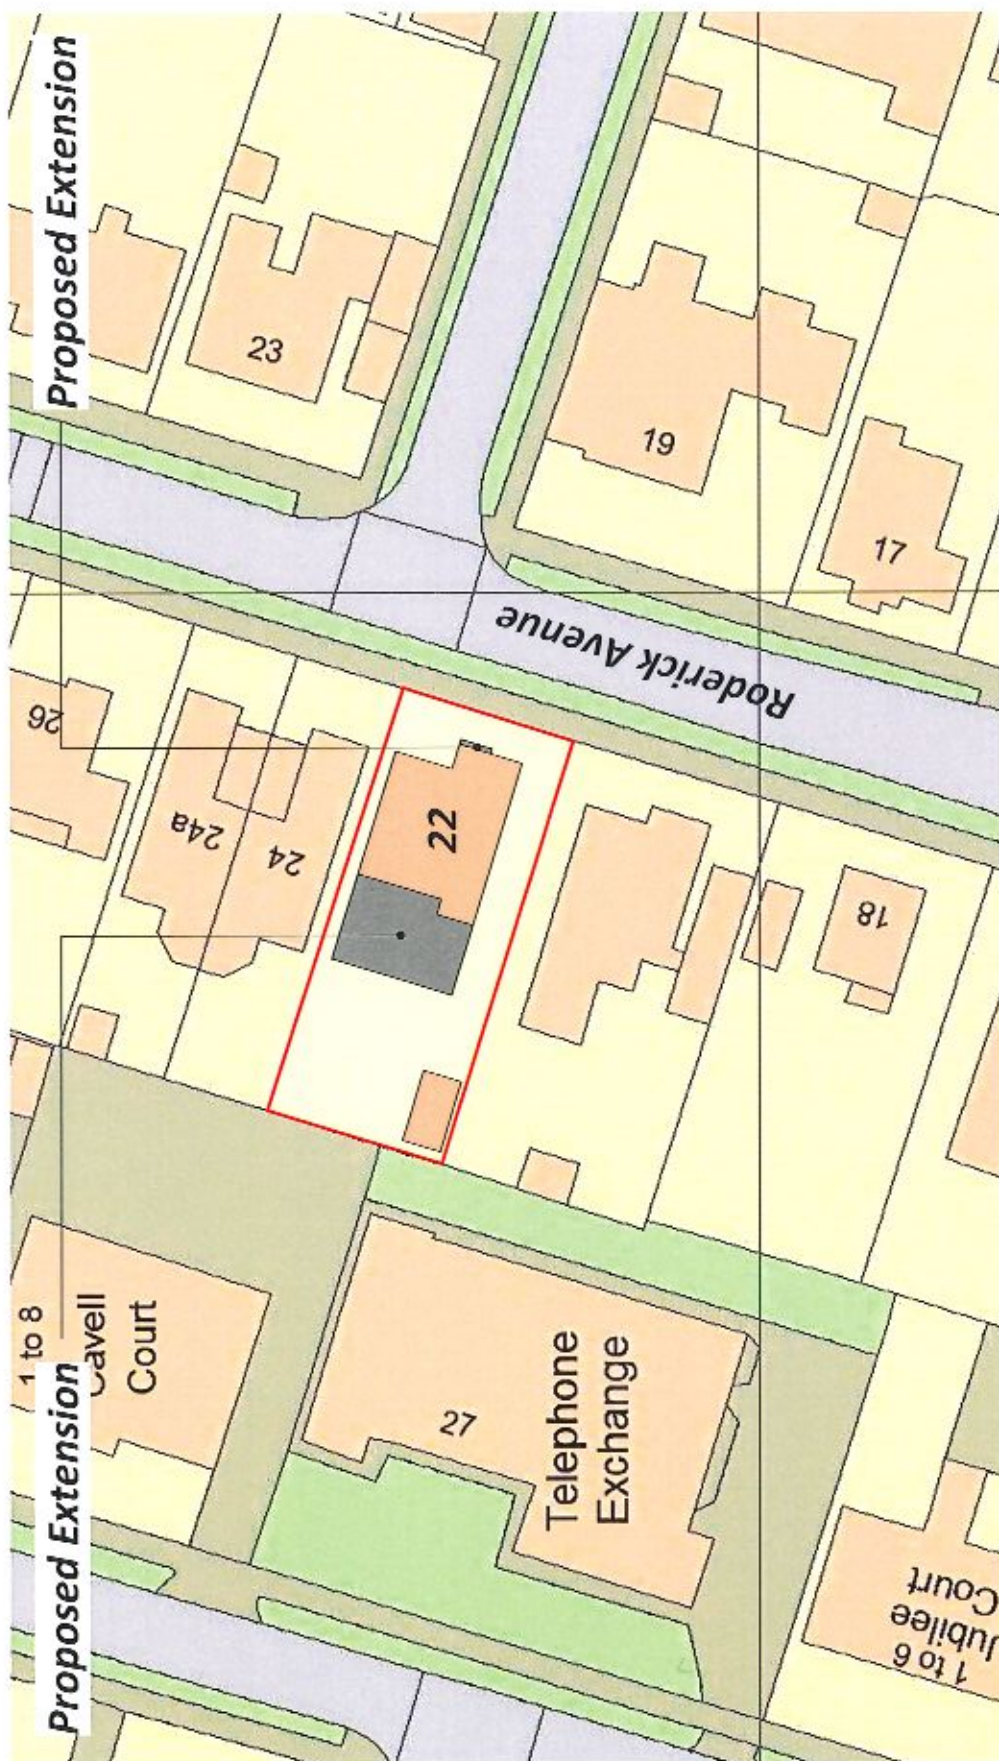 Proposed Extension
23
19
17
Roderick Avenue
26
24a
24
22
18
1 to 8
Cavell
Court
Proposed Extension
27
Telephone
Exchange
1 to 6
Jubilee
Court